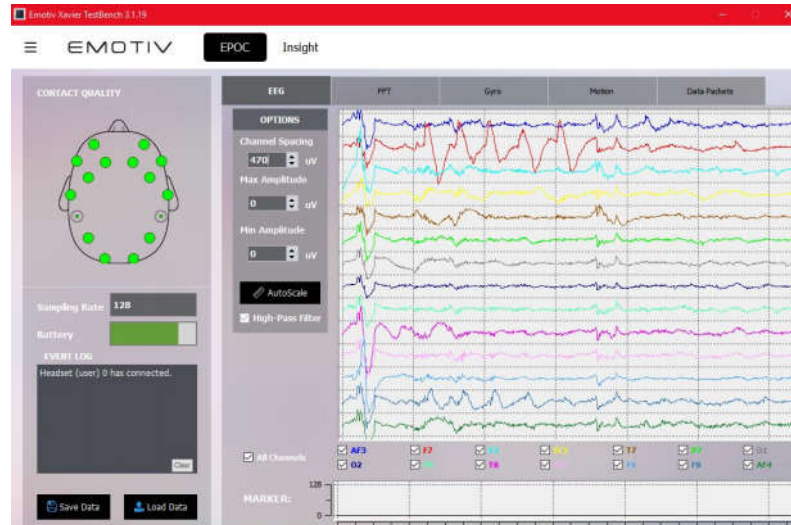 Emotiv Xavier TestBench 3.1.19
EMOTIV
EPOC
Insight
CONTACT QUALITY
Sampling Rate 128
Battery
EVENT LOG
Headset (user) 0 has connected.
Clear
Save Data
Load Data
EEG
FFT
Gyro
Motion
Data Packets
OPTIONS
Channel Spacing
470 uV
Max Amplitude
0 uV
Min Amplitude
0 uV
AutoScale
High-Pass Filter
All Channels
AF3 F7 T7 P7 O1
O2 T8 F8 AF4
MARKER:
128
0